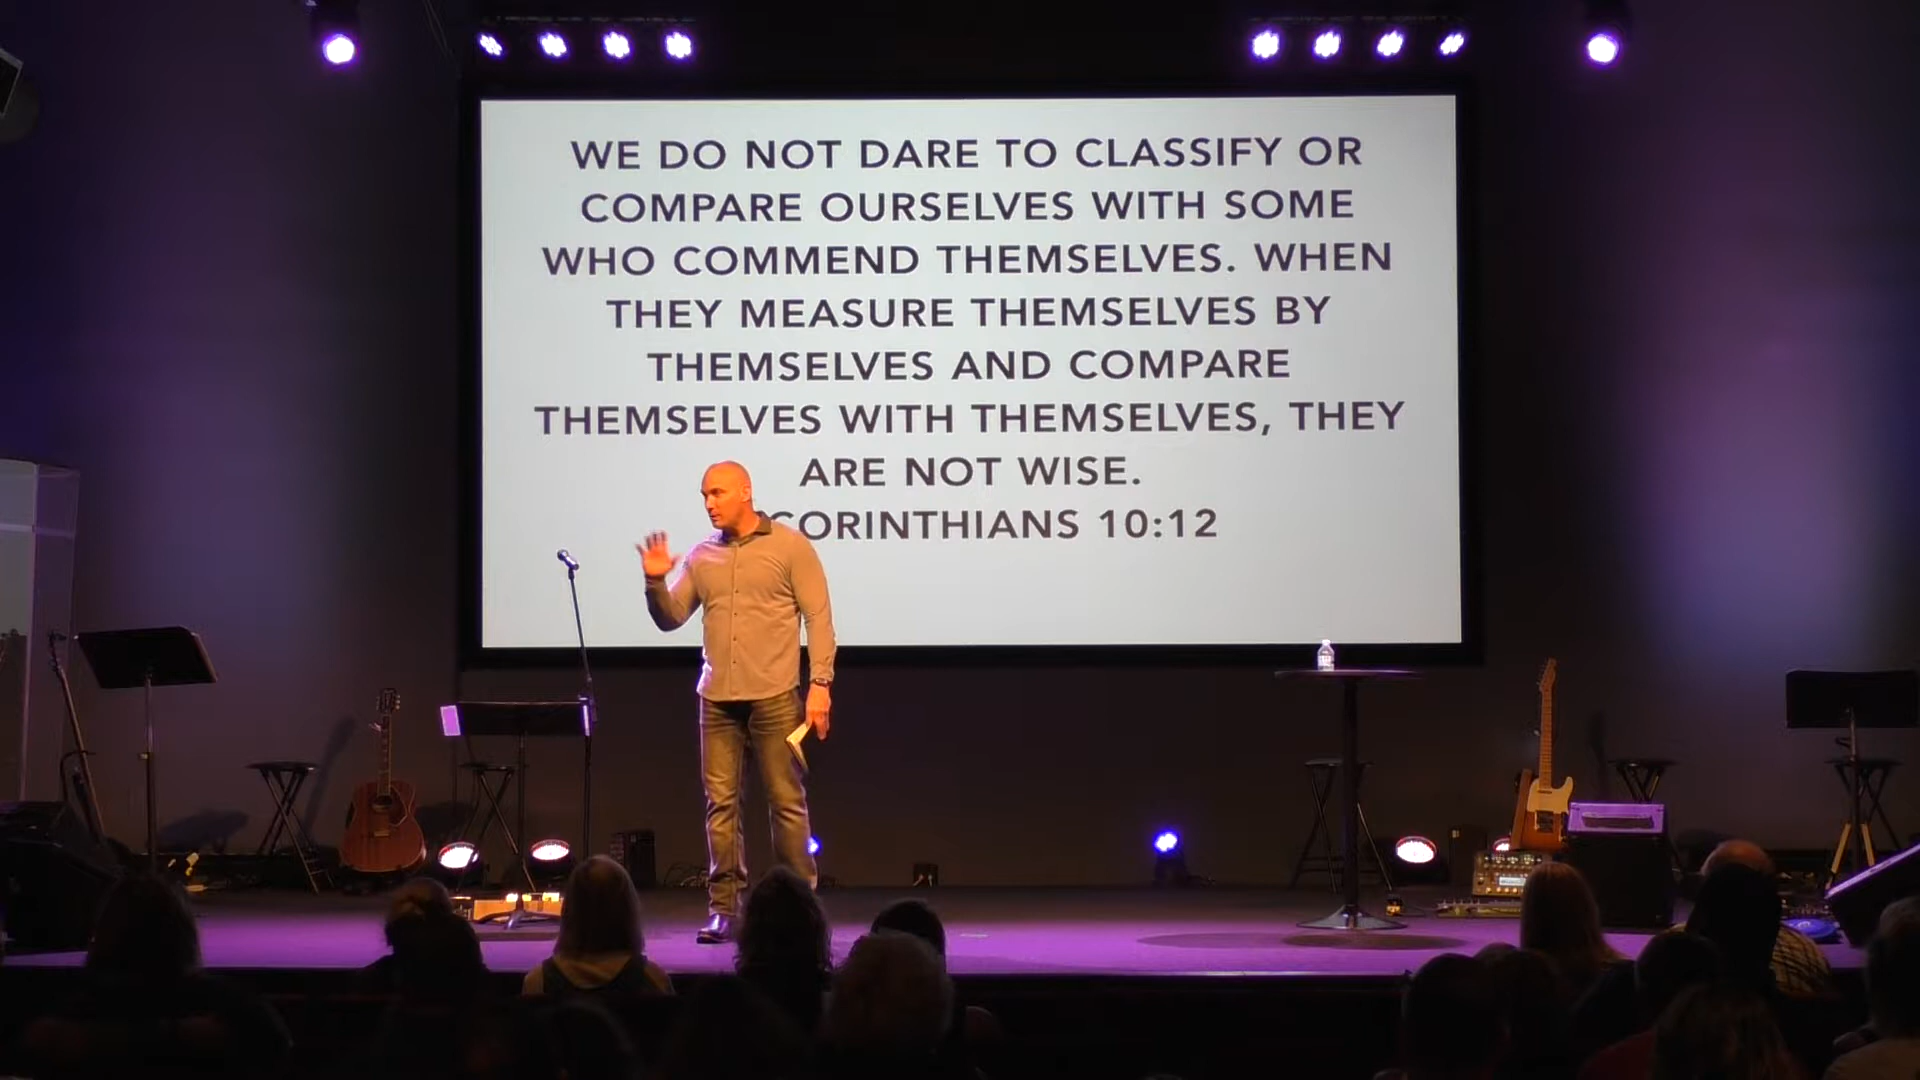 WE DO NOT DARE TO CLASSIFY OR
COMPARE OURSELVES WITH SOME
WHO COMMEND THEMSELVES. WHEN
THEY MEASURE THEMSELVES BY
THEMSELVES AND COMPARE
THEMSELVES WITH THEMSELVES, THEY
ARE NOT WISE.
CORINTHIANS 10:12